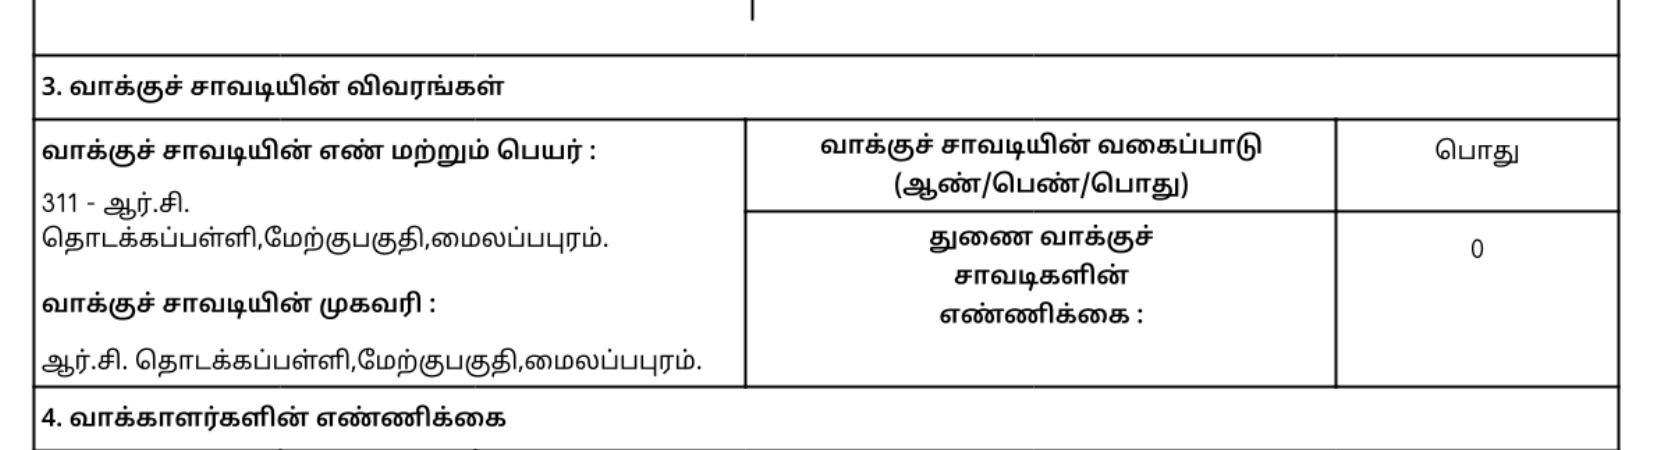 3. வாக்குச் சாவடியின் விவரங்கள்
வாக்குச் சாவடியின் எண் மற்றும் பெயர் :
311 - ஆர்.சி.
தொடக்கப்பள்ளி,மேற்குபகுதி,மைலப்பபுரம்.
வாக்குச் சாவடியின் முகவரி :
ஆர்.சி. தொடக்கப்பள்ளி,மேற்குபகுதி,மைலப்பபுரம்.
வாக்குச் சாவடியின் வகைப்பாடு
(ஆண்/பெண்/பொது)
பொது
துணை வாக்குச்
சாவடிகளின்
எண்ணிக்கை :
0
4. வாக்காளர்களின் எண்ணிக்கை